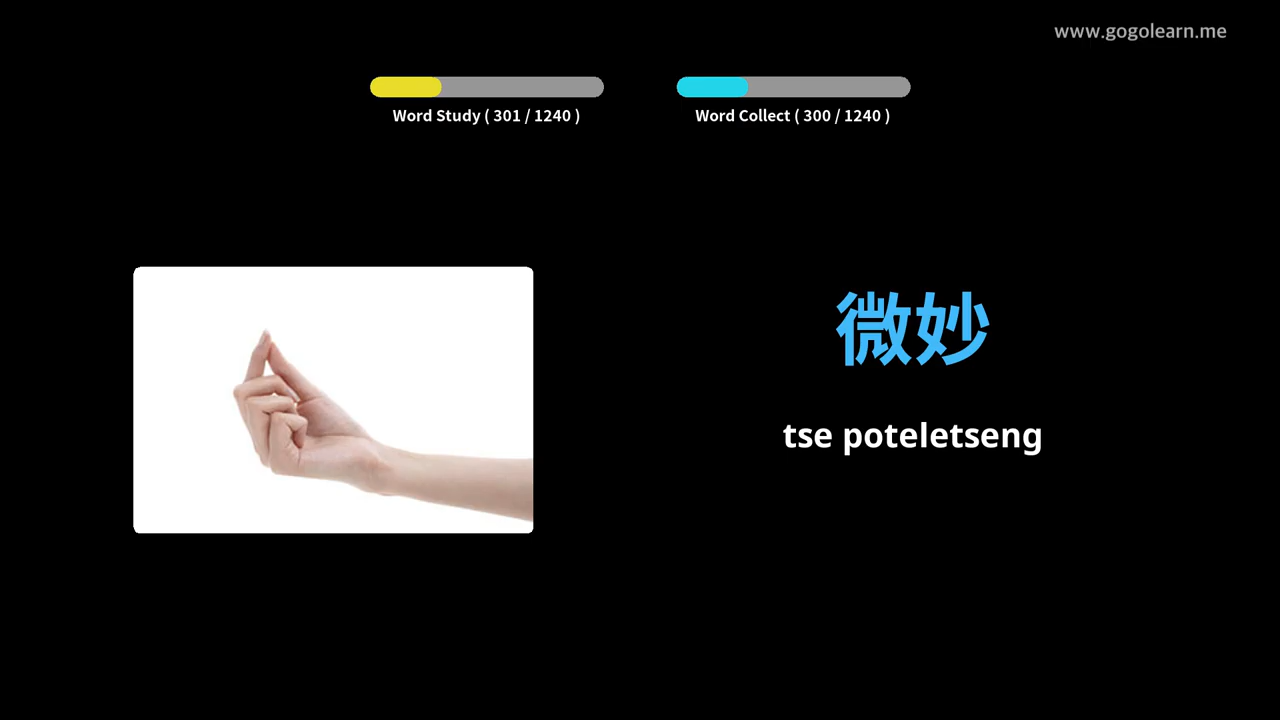 www.gogolearn.me
Word Study ( 301 / 1240 )
Word Collect ( 300 / 1240 )
微妙
tse poteletseng